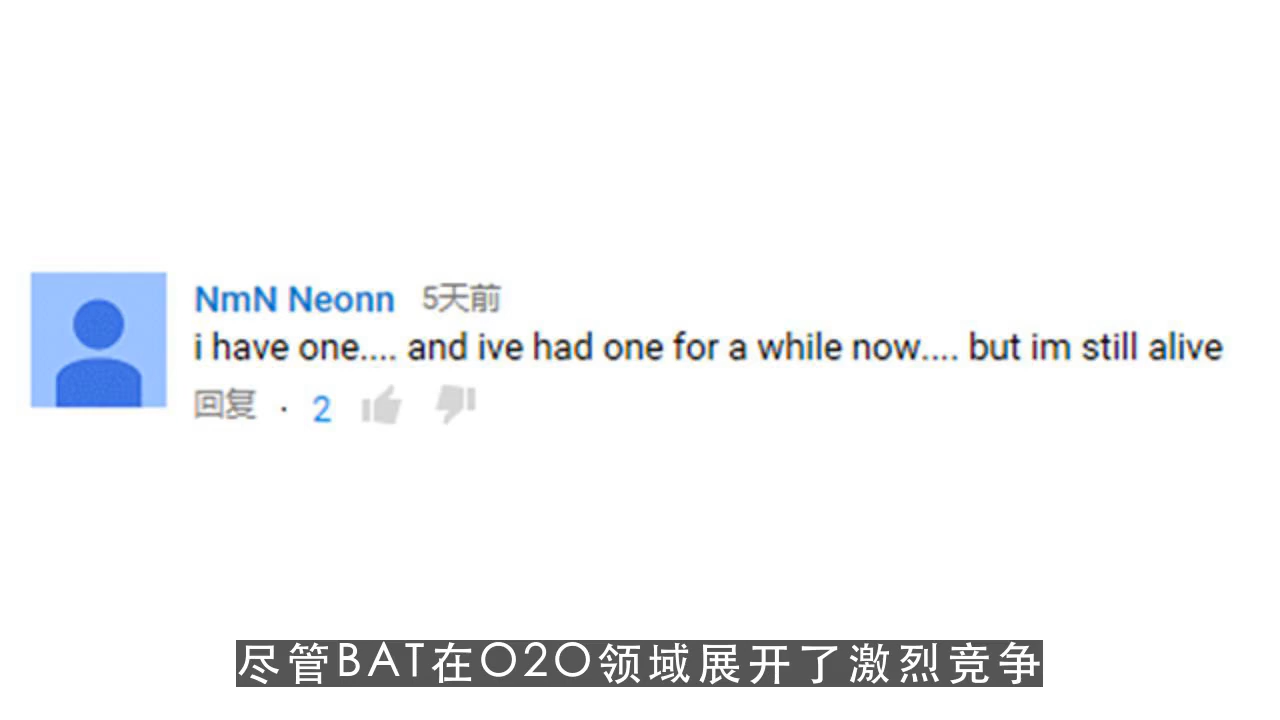 NmN Neonn 5天前
i have one.... and ive had one for a while now.... but im still alive
回复 · 2
尽管BAT在O2O领域展开了激烈竞争